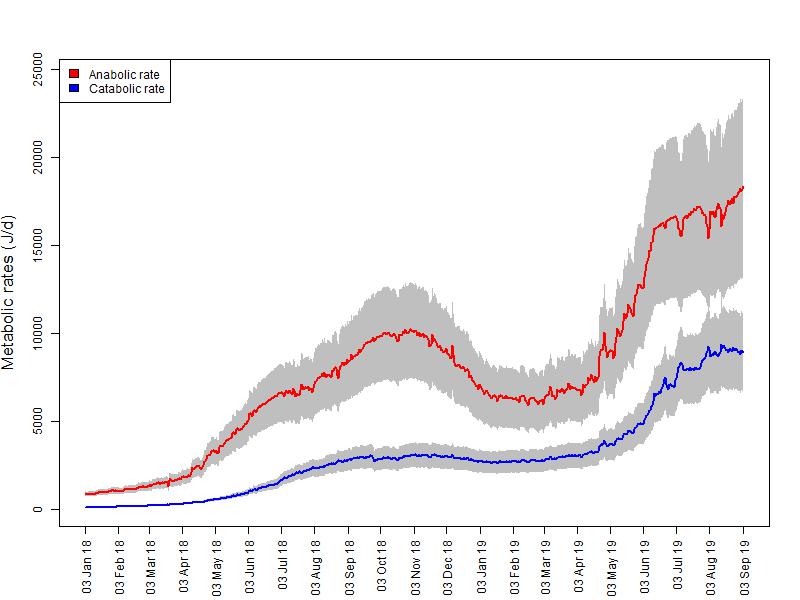 Anabolic rate
Catabolic rate
Metabolic rates (J/d)
25000
20000
15000
10000
5000
0
03 Jan 18
03 Feb 18
03 Mar 18
03 Apr 18
03 May 18
03 Jun 18
03 Jul 18
03 Aug 18
03 Sep 18
03 Oct 18
03 Nov 18
03 Dec 18
03 Jan 19
03 Feb 19
03 Mar 19
03 Apr 19
03 May 19
03 Jun 19
03 Jul 19
03 Aug 19
03 Sep 19